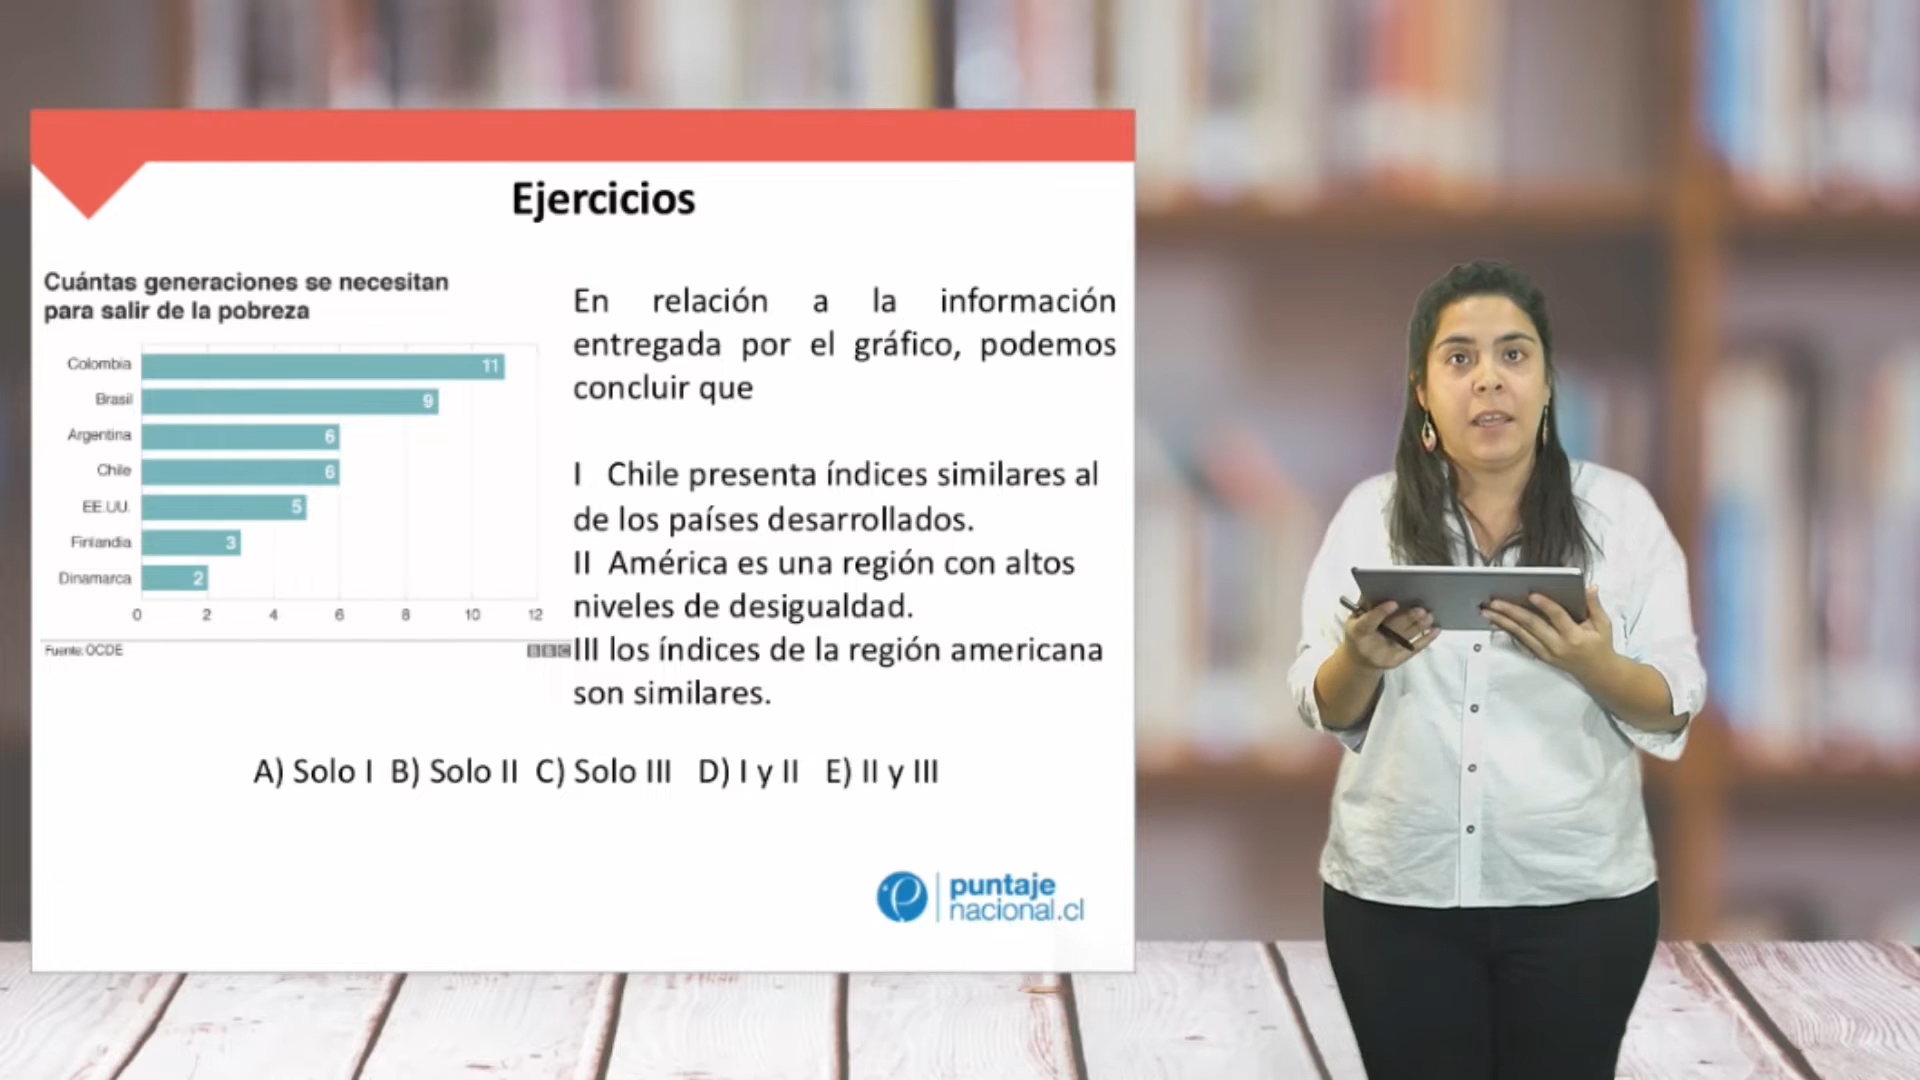 Ejercicios
Cuántas generaciones se necesitan
para salir de la pobreza
Colombia 11
Brasil 9
Argentina 6
Chile 6
EE.UU. 5
Finlandia 3
Dinamarca 2
0 2 4 6 8 10 12
Fuente: OCDE
BBC
En relación a la información
entregada por el gráfico, podemos
concluir que
I Chile presenta índices similares al
de los países desarrollados.
II América es una región con altos
niveles de desigualdad.
III los índices de la región americana
son similares.
A) Solo I B) Solo II C) Solo III D) I y II E) II y III
puntaje
nacional.cl